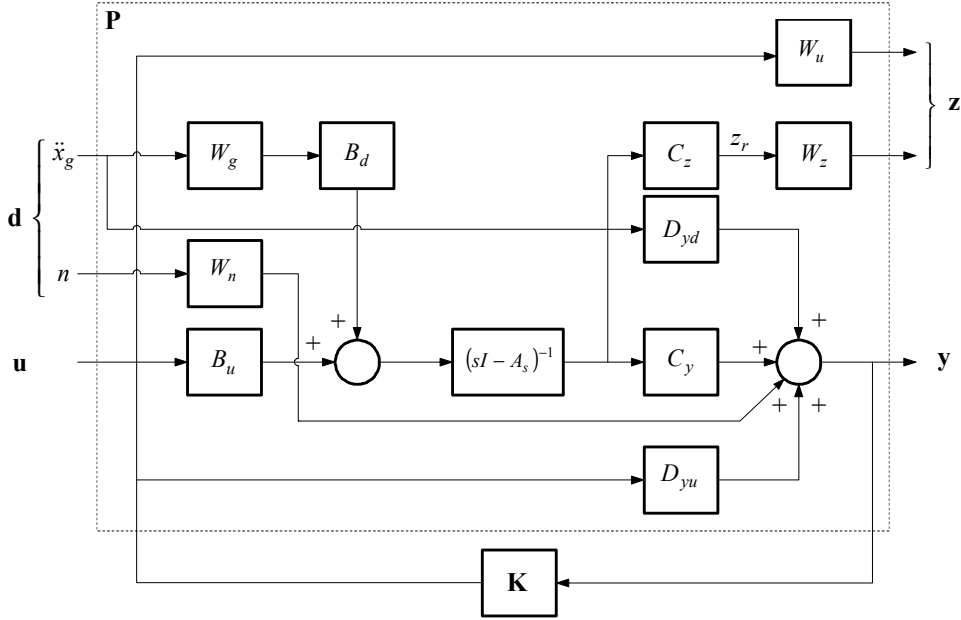 P
W_u
z
ẍ_g
W_g
B_d
C_z
z_r
W_z
d
D_yd
n
W_n
+
+
+
u
B_u
(sI − A_s)^−1
C_y
+
y
+
+
D_yu
K